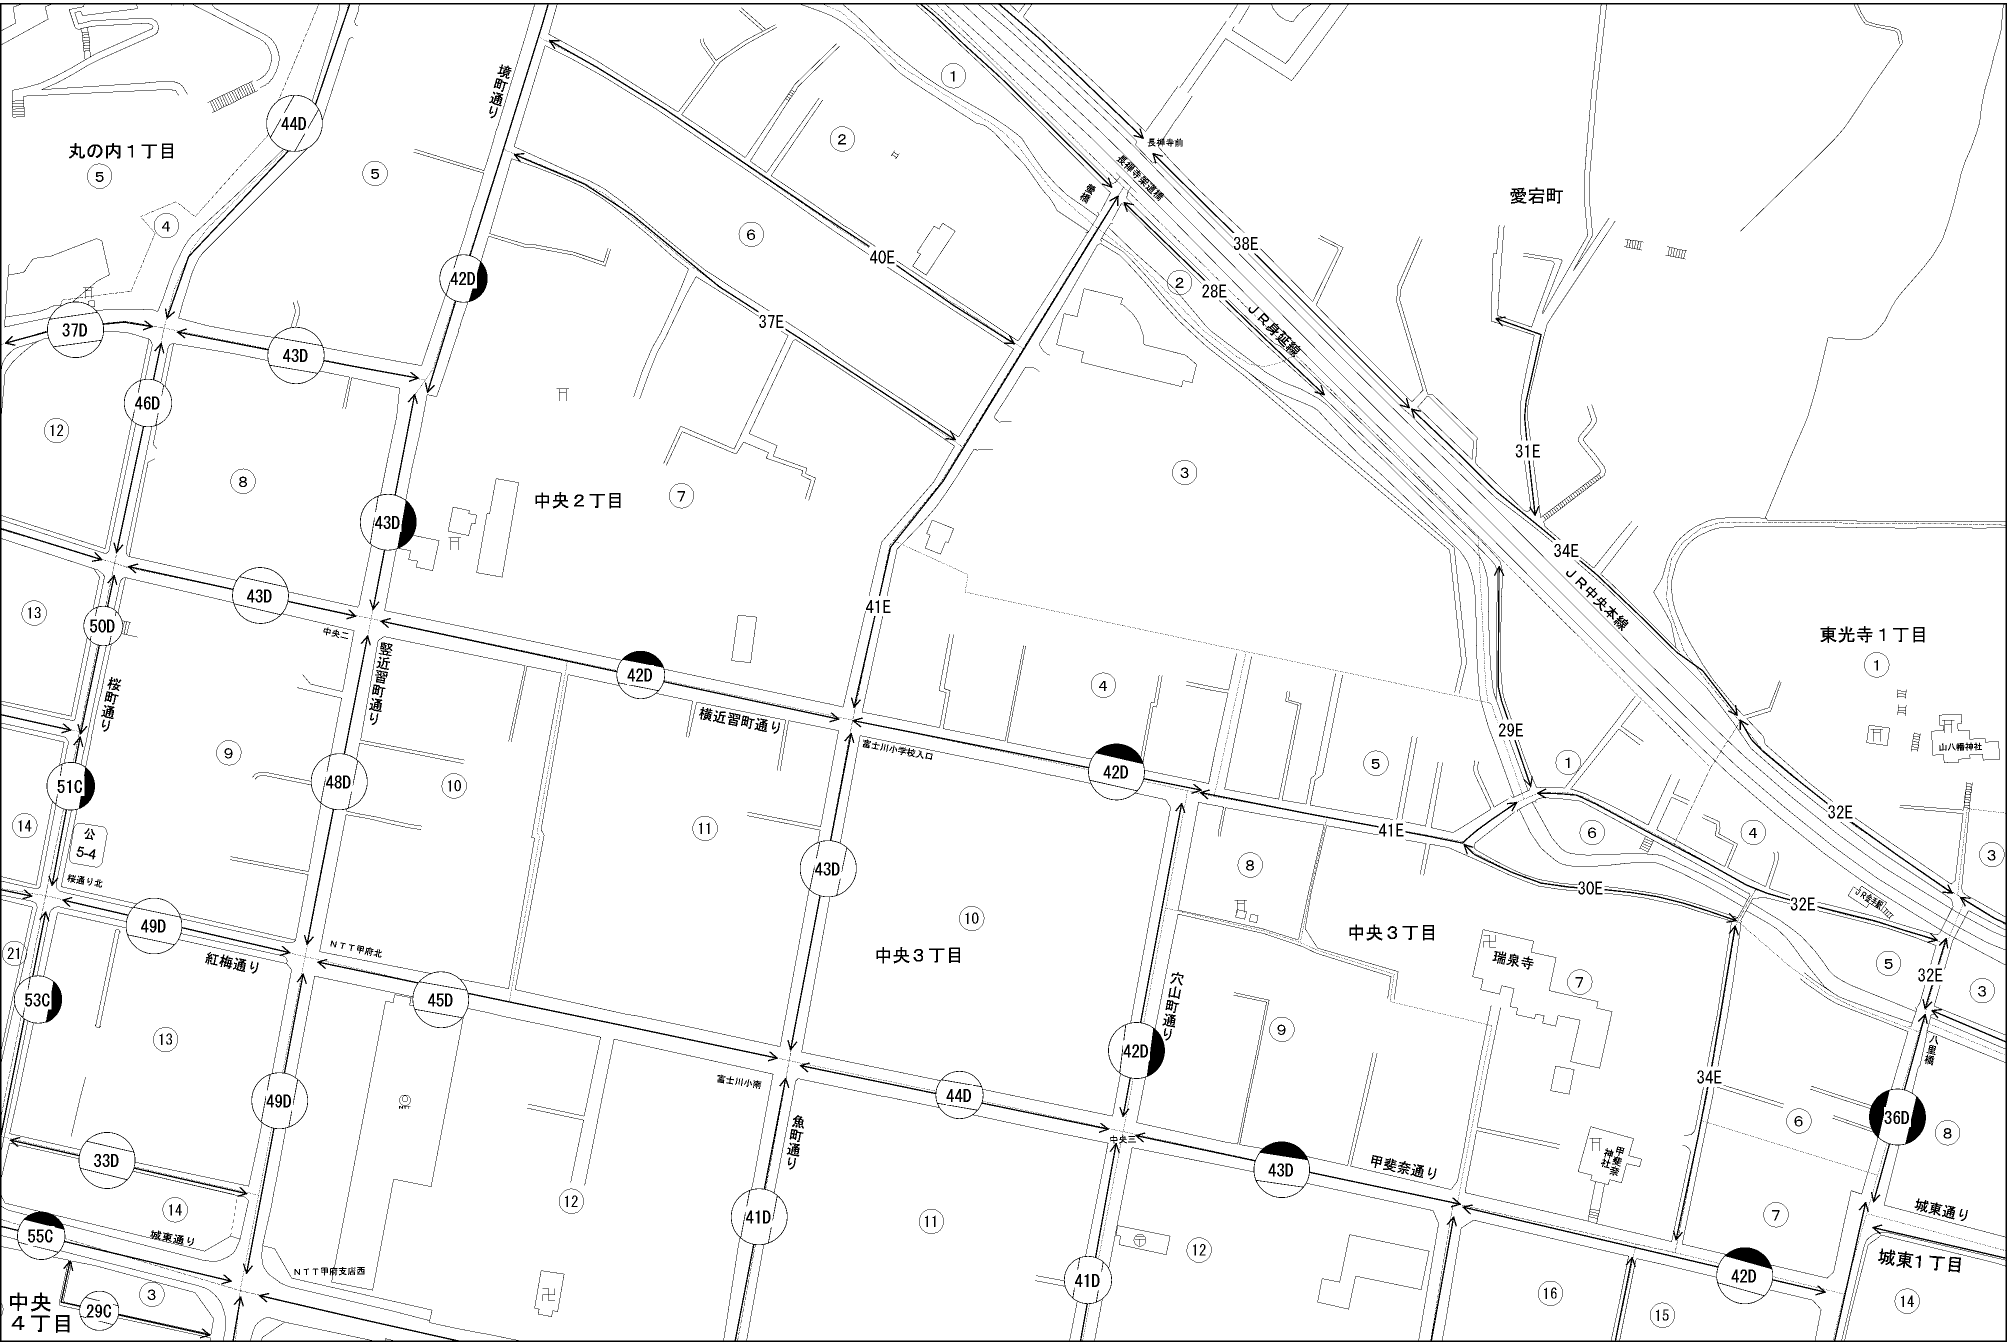 44D
境町通り
①
丸の内1丁目
⑤
⑤
②
長禅寺前
長禅寺架道橋
愛宕町
④
⑥
40E
38E
42D
②
28E
37D
43D
37E
JR身延線
46D
⑫
⑧
31E
③
⑦
中央2丁目
43D
34E
JR中央本線
43D
41E
⑬
50D
中央二
竪近習町通り
東光寺1丁目
①
42D
桜町通り
④
横近習町通り
29E
富士川小学校入口
山八幡神社
⑨
⑩
48D
51C
42D
⑤
①
32E
⑭
公
5-4
⑪
43D
41E
⑥
④
③
⑧
桜通り北
30E
32E
JR金手駅
49D
⑩
NTT甲府北
紅梅通り
中央3丁目
中央3丁目
㉑
瑞泉寺
⑤
32E
53C
45D
穴山町通り
⑦
③
⑬
⑨
42D
八里橋
富士川小南
34E
44D
NTT
49D
36D
⑥
⑧
魚町通り
中央三
33D
43D
甲斐奈通り
甲斐奈神社
⑭
⑫
41D
⑪
⑦
城東通り
城東通り
55C
⑫
城東1丁目
NTT甲府支店西
41D
42D
③
⑯
⑮
⑭
中央
4丁目
29C